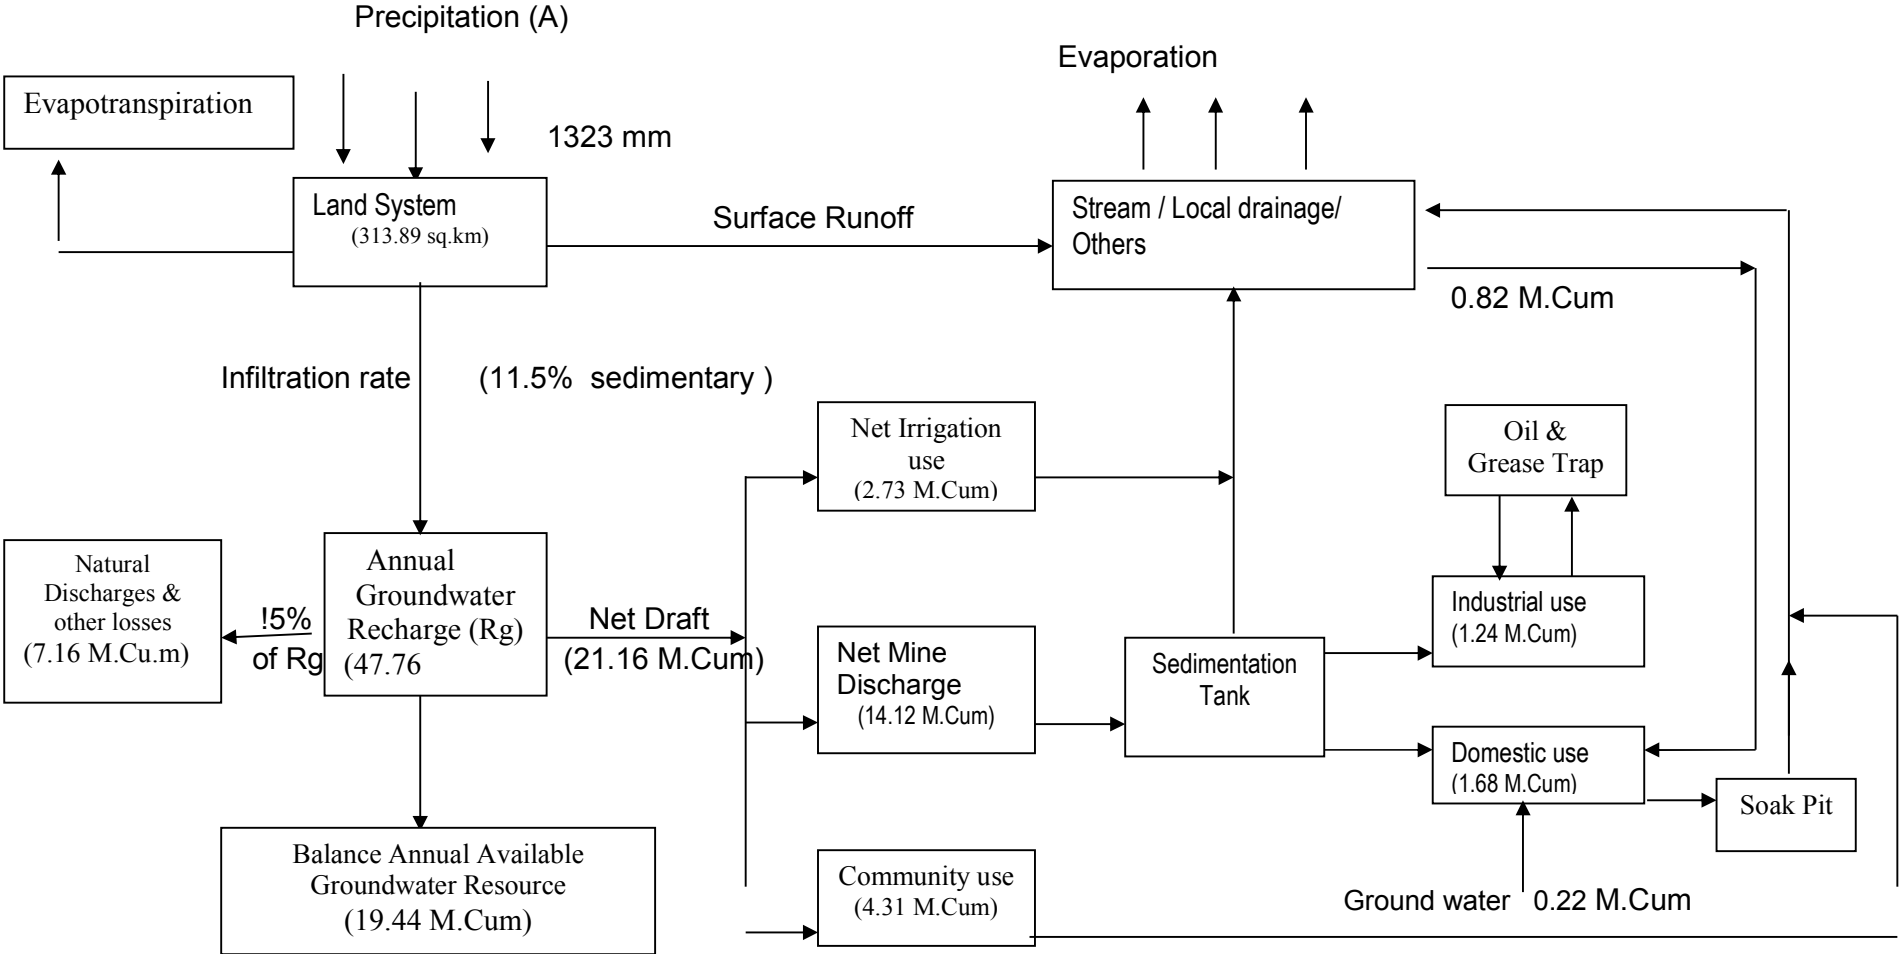 Precipitation (A)
Evaporation
Evapotranspiration
1323 mm
Land System
(313.89 sq.km)
Surface Runoff
Stream / Local drainage/
Others
0.82 M.Cum
Infiltration rate
(11.5% sedimentary )
Net Irrigation
use
(2.73 M.Cum)
Oil &
Grease Trap
Natural
Discharges &
other losses
(7.16 M.Cu.m)
!5%
of Rg
Annual
Groundwater
Recharge (Rg)
(47.76
Net Draft
(21.16 M.Cum)
Net Mine
Discharge
(14.12 M.Cum)
Sedimentation
Tank
Industrial use
(1.24 M.Cum)
Domestic use
(1.68 M.Cum)
Soak Pit
Balance Annual Available
Groundwater Resource
(19.44 M.Cum)
Community use
(4.31 M.Cum)
Ground water 0.22 M.Cum